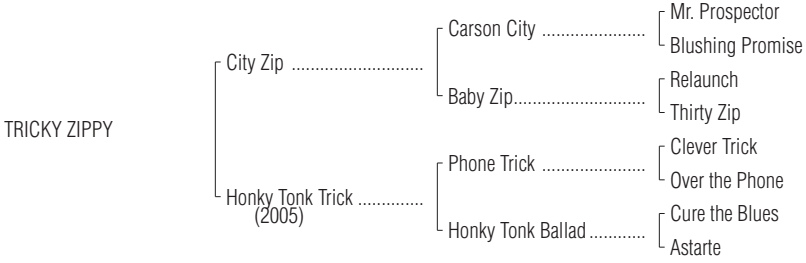 Mr. Prospector
Carson City ......................
Blushing Promise
City Zip ............................
Relaunch
Baby Zip............................
Thirty Zip
TRICKY ZIPPY
Clever Trick
Phone Trick ......................
Over the Phone
Honky Tonk Trick ..............
(2005)
Cure the Blues
Honky Tonk Ballad............
Astarte